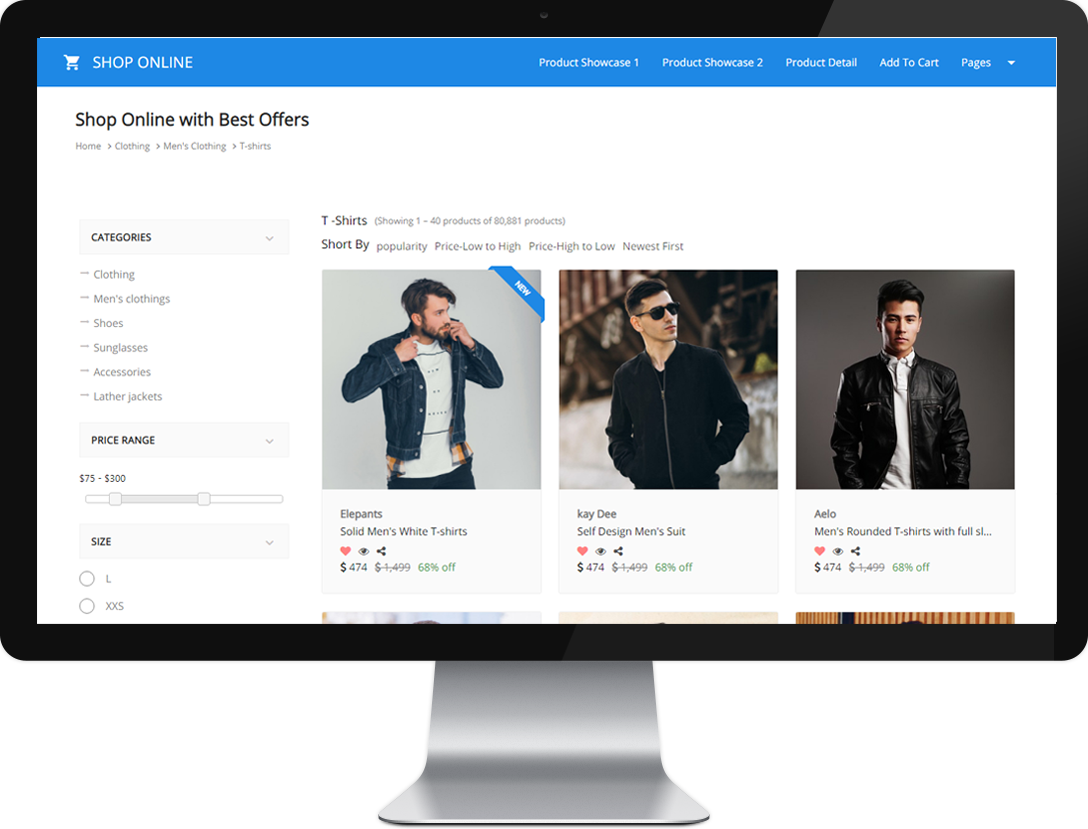 SHOP ONLINE Product Showcase 1 Product Showcase 2 Product Detail Add To Cart Pages
Shop Online with Best Offers
Home > Clothing > Men's Clothing > T-shirts
CATEGORIES
Clothing
Men's clothings
Shoes
Sunglasses
Accessories
Lather jackets
PRICE RANGE
$75 - $300
SIZE
L
XXS
T -Shirts (Showing 1 – 40 products of 80,881 products)
Short By popularity Price-Low to High Price-High to Low Newest First
NEW
Elepants
Solid Men's White T-shirts
$ 474 $ 1,499 68% off
kay Dee
Self Design Men's Suit
$ 474 $ 1,499 68% off
Aelo
Men's Rounded T-shirts with full sl...
$ 474 $ 1,499 68% off